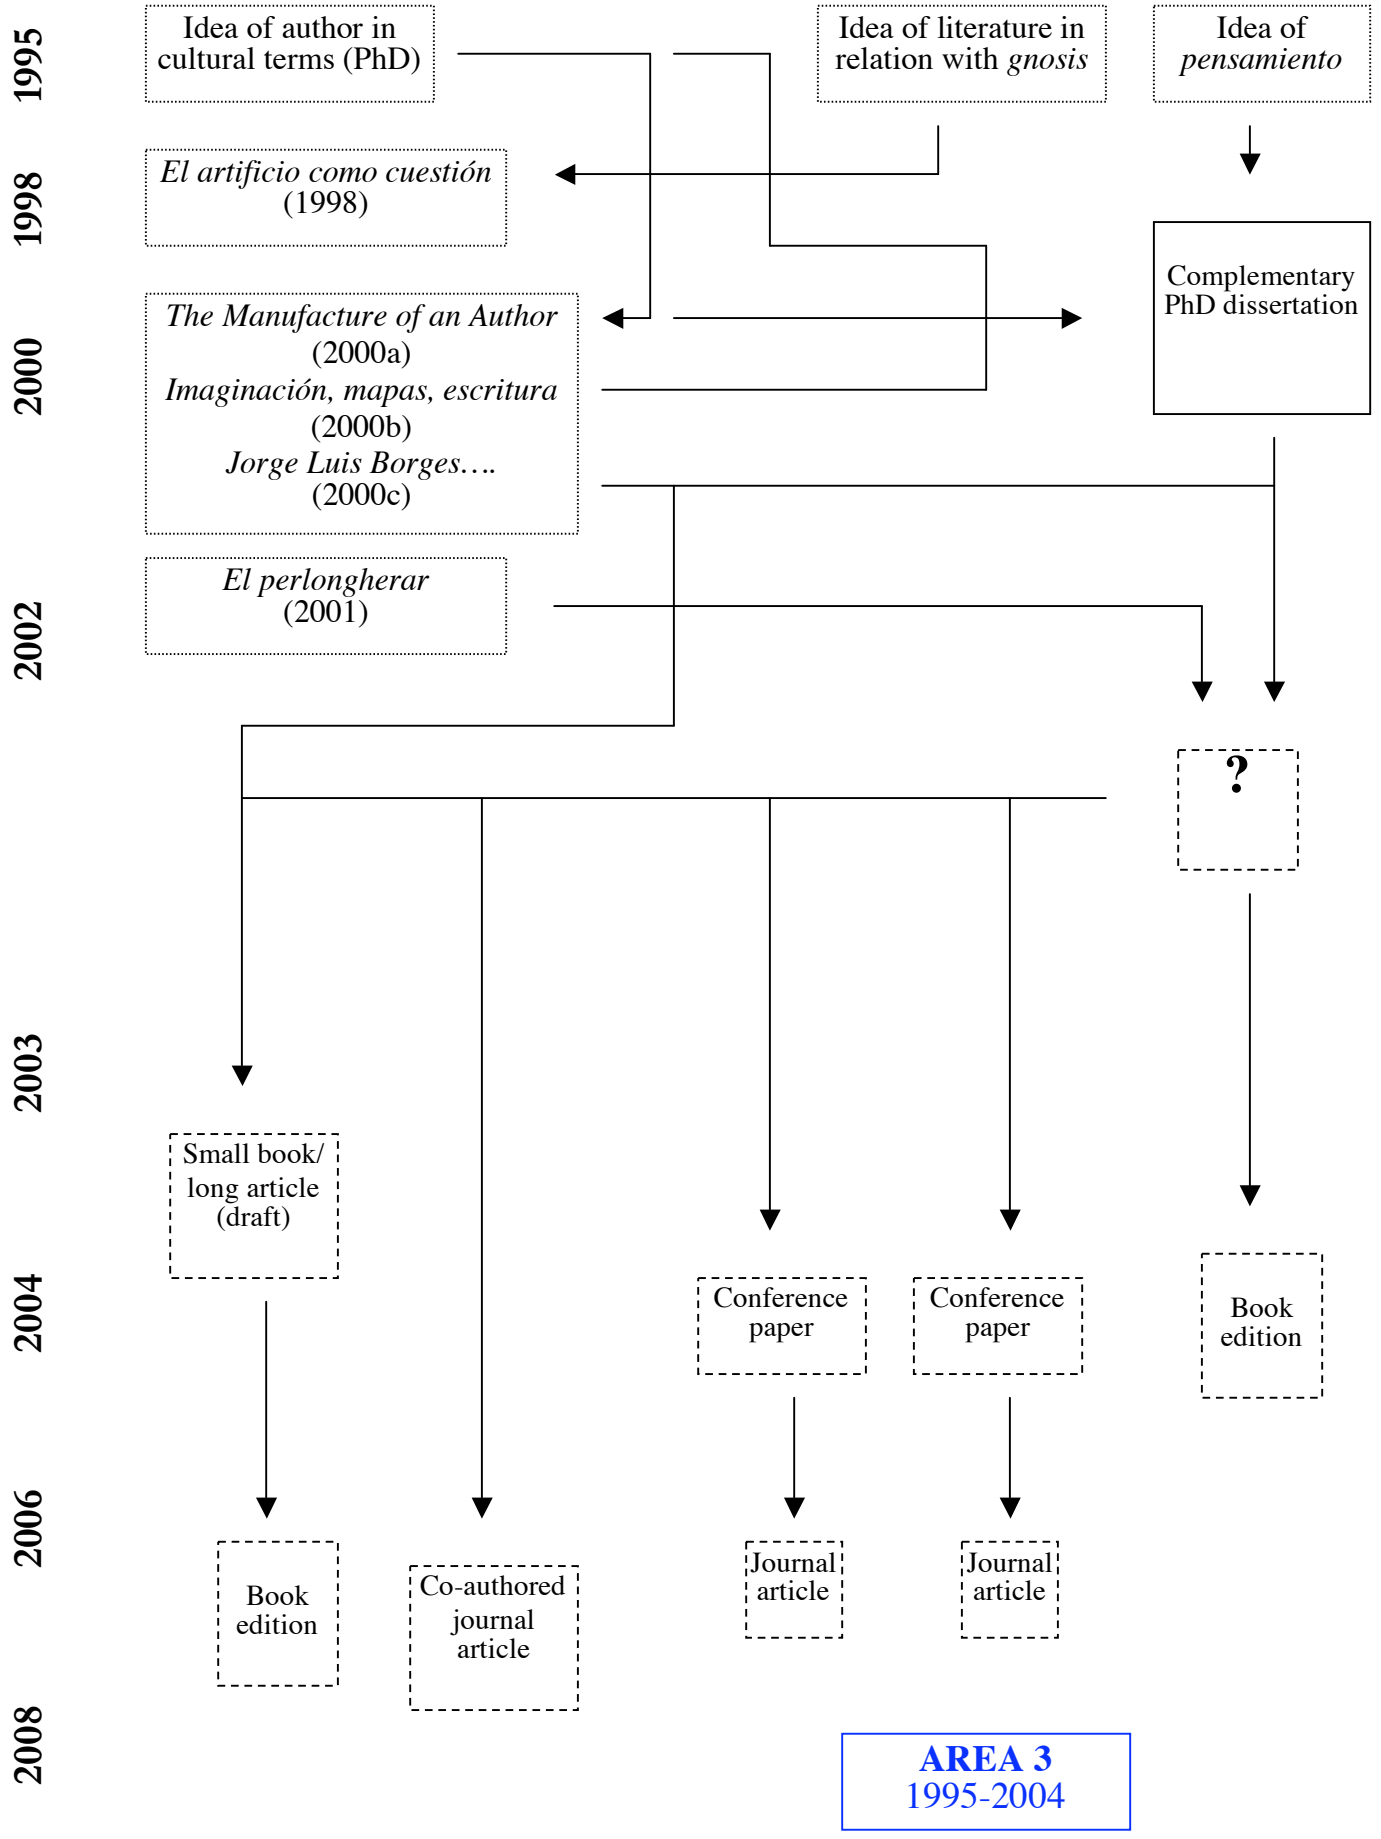 1995
Idea of author in
cultural terms (PhD)
Idea of literature in
relation with gnosis
Idea of
pensamiento
1998
El artificio como cuestión
(1998)
Complementary
PhD dissertation
2000
The Manufacture of an Author
(2000a)
Imaginación, mapas, escritura
(2000b)
Jorge Luis Borges….
(2000c)
2002
El perlongherar
(2001)
?
2003
Small book/
long article
(draft)
2004
Conference
paper
Conference
paper
Book
edition
2006
Book
edition
Co-authored
journal
article
Journal
article
Journal
article
2008
AREA 3
1995-2004